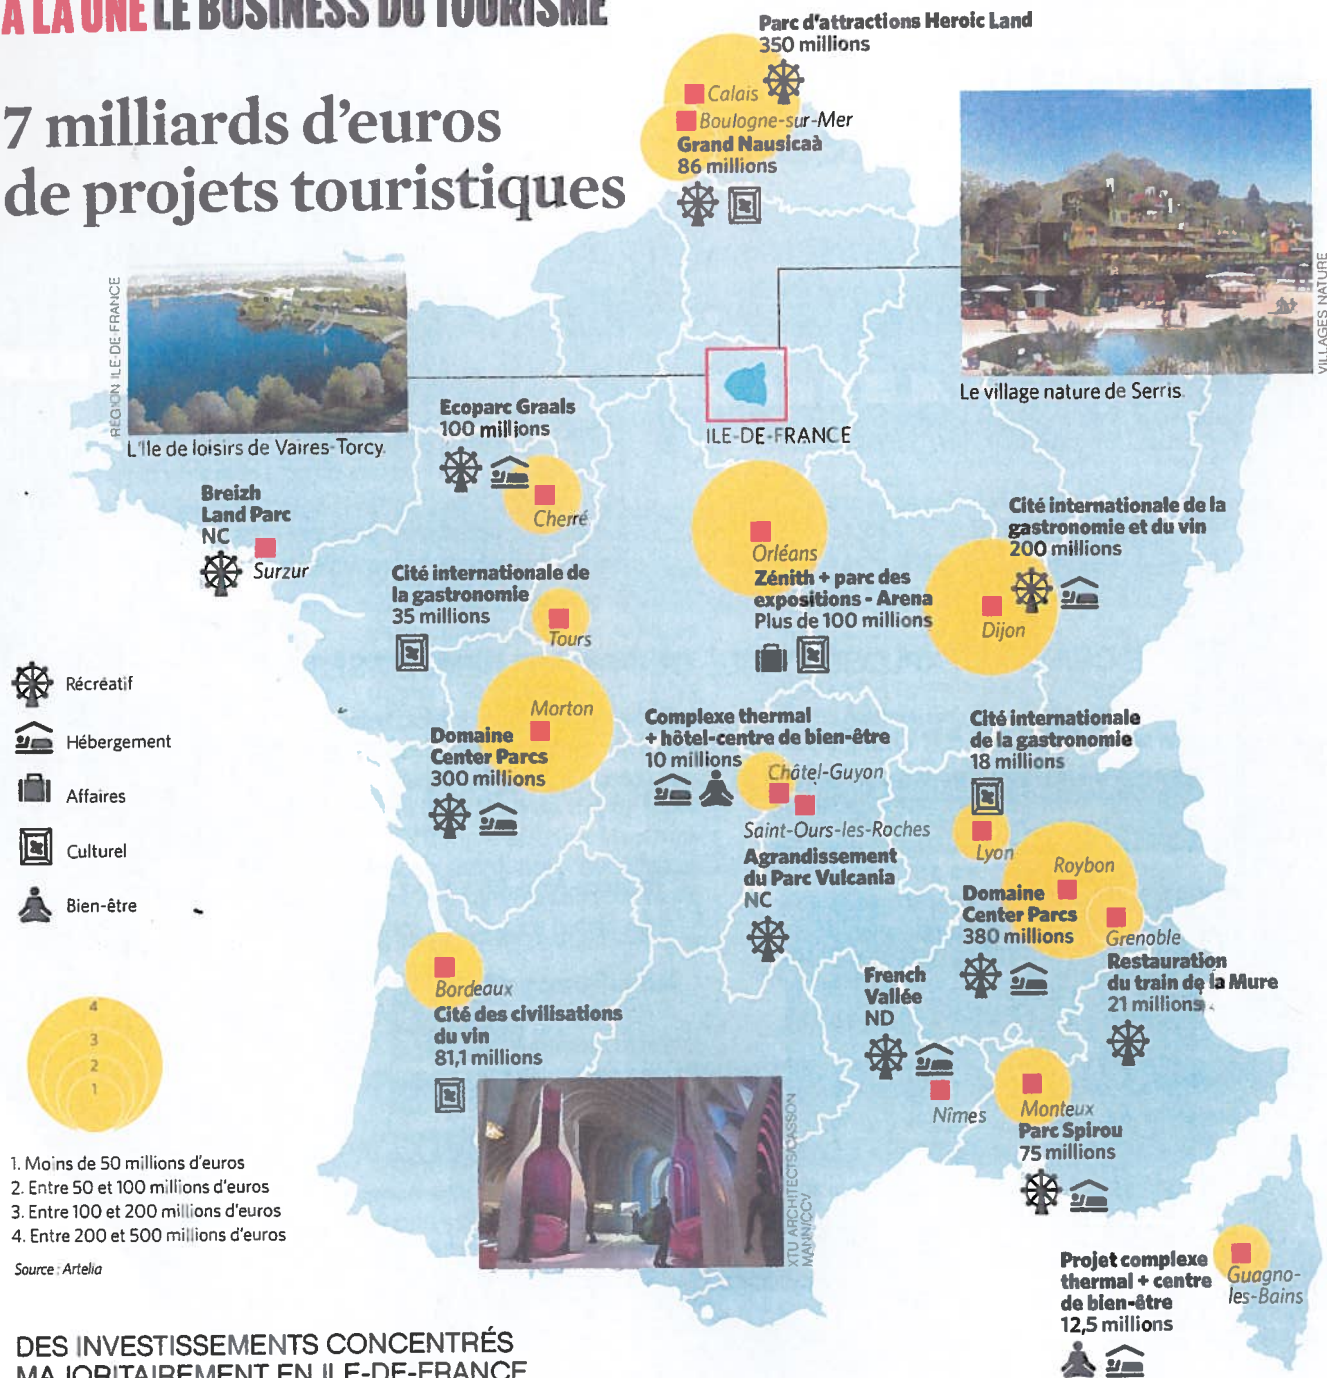 A LA UNE LE BUSINESS DU TOURISME
7 milliards d'euros
de projets touristiques
Parc d'attractions Heroic Land
350 millions
Calais
Boulogne-sur-Mer
Grand Nausicaà
86 millions
RÉGION ILE-DE-FRANCE
L'Ile de loisirs de Vaires-Torcy.
VILLAGES NATURE
Le village nature de Serris.
ILE-DE-FRANCE
Ecoparc Graals
100 millions
Cherré
Breizh
Land Parc
NC
Surzur
Cité internationale de
la gastronomie
35 millions
Tours
Orléans
Zénith + parc des
expositions - Arena
Plus de 100 millions
Cité internationale de la
gastronomie et du vin
200 millions
Dijon
Récréatif
Hébergement
Affaires
Culturel
Bien-être
Morton
Domaine
Center Parcs
300 millions
Complexe thermal
+ hôtel-centre de bien-être
10 millions
Châtel-Guyon
Saint-Ours-les-Roches
Agrandissement
du Parc Vulcania
NC
Cité internationale
de la gastronomie
18 millions
Lyon
Roybon
Domaine
Center Parcs
380 millions
Grenoble
Restauration
du train de la Mure
21 millions
French
Vallée
ND
Nîmes
Bordeaux
Cité des civilisations
du vin
81,1 millions
XTU ARCHITECTS/CASSON
MANN/CCV
Monteux
Parc Spirou
75 millions
4
3
2
1
1. Moins de 50 millions d'euros
2. Entre 50 et 100 millions d'euros
3. Entre 100 et 200 millions d'euros
4. Entre 200 et 500 millions d'euros
Source : Artelia
Projet complexe
thermal + centre
de bien-être
12,5 millions
Guagno-
les-Bains
DES INVESTISSEMENTS CONCENTRÉS
MAJORITAIREMENT EN ILE-DE-FRANCE